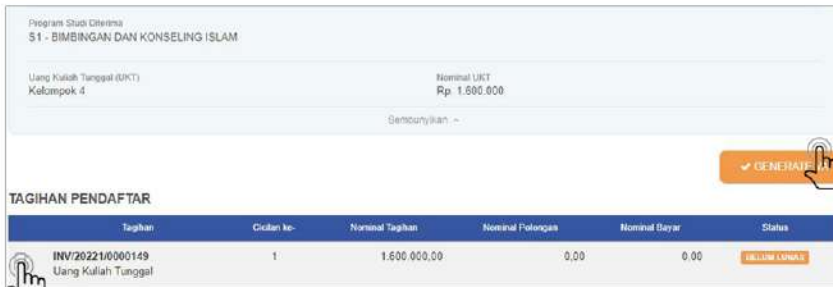 Program Studi Diterima
S1 - BIMBINGAN DAN KONSELING ISLAM
Uang Kuliah Tunggal (UKT)
Kelompok 4
Nominal UKT
Rp. 1.600.000
Sembunyikan
✔ GENERATE
TAGIHAN PENDAFTAR
Tagihan Cicilan ke- Nominal Tagihan Nominal Potongan Nominal Bayar Status
INV/20221/0000149 1 1.600.000,00 0,00 0,00 BELUM LUNAS
Uang Kuliah Tunggal